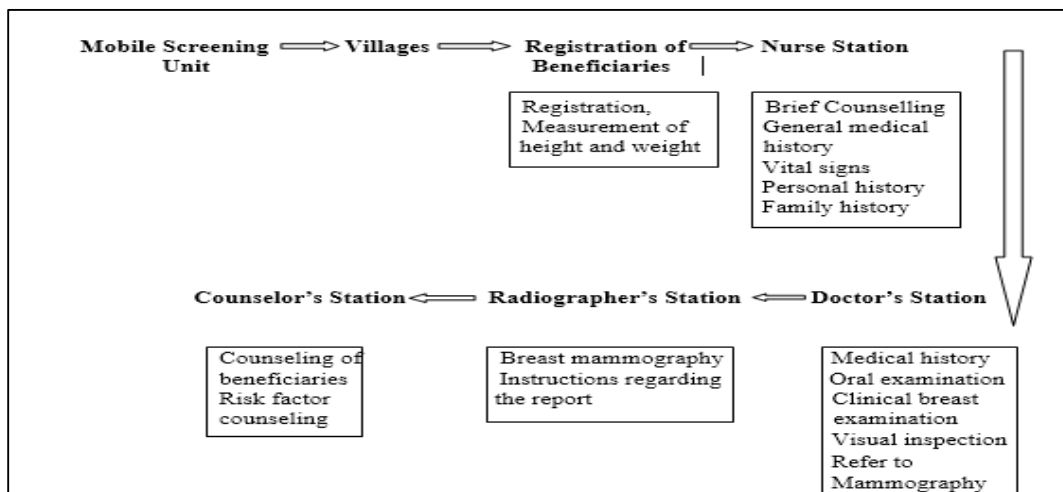 Mobile Screening Unit
Villages
Registration of Beneficiaries
Nurse Station
Registration,
Measurement of
height and weight
Brief Counselling
General medical
history
Vital signs
Personal history
Family history
Counselor's Station
Radiographer's Station
Doctor's Station
Counseling of
beneficiaries
Risk factor
counseling
Breast mammography
Instructions regarding
the report
Medical history
Oral examination
Clinical breast
examination
Visual inspection
Refer to
Mammography